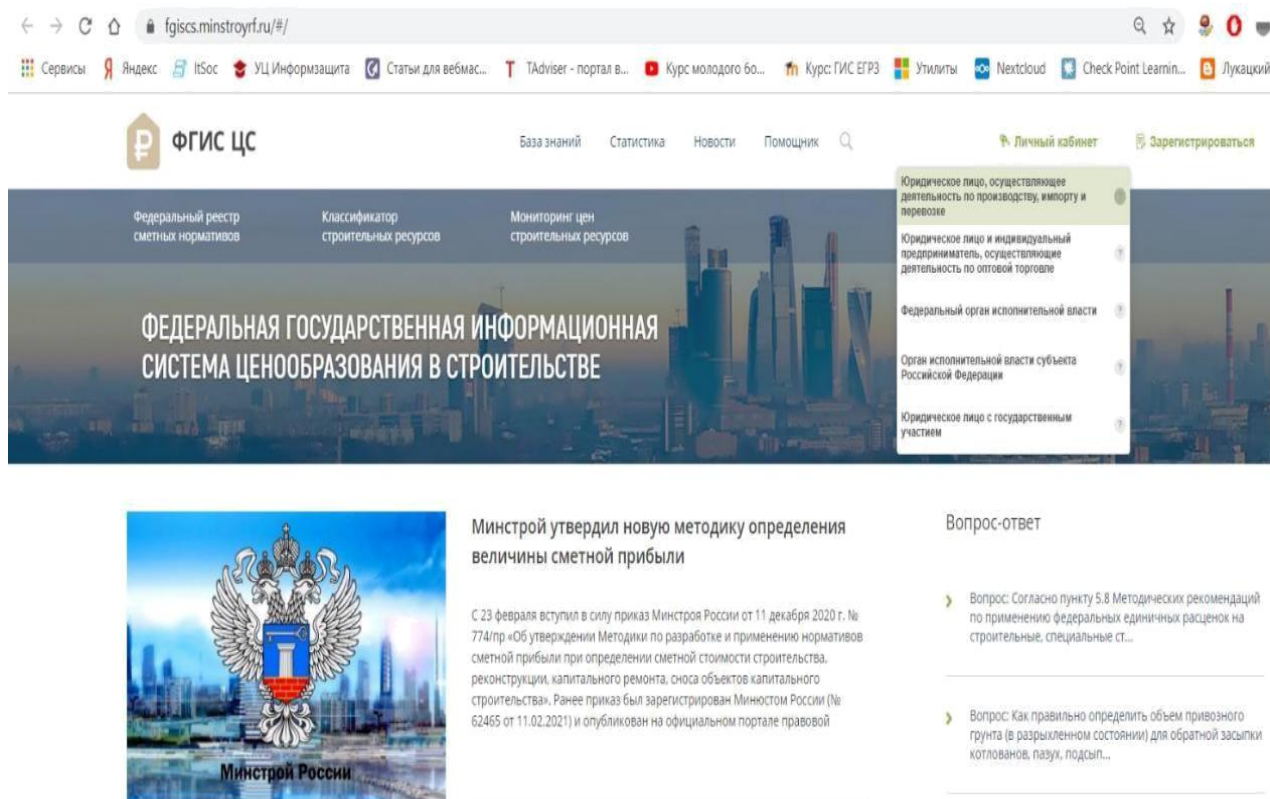 fgiscs.minstroyrf.ru/#/
Сервисы Яндекс ItSoc УЦ Информзащита Статьи для вебмас... TAdviser - портал в... Курс молодого бо... Курс: ГИС ЕГРЗ Утилиты Nextcloud Check Point Learnin... Лукацкий
ФГИС ЦС
База знаний Статистика Новости Помощник Личный кабинет Зарегистрироваться
Федеральный реестр
сметных нормативов
Классификатор
строительных ресурсов
Мониторинг цен
строительных ресурсов
Юридическое лицо, осуществляющее
деятельность по производству, импорту и
перевозке
Юридическое лицо и индивидуальный
предприниматель, осуществляющие
деятельность по оптовой торговле
Федеральный орган исполнительной власти
Орган исполнительной власти субъекта
Российской Федерации
Юридическое лицо с государственным
участием
ФЕДЕРАЛЬНАЯ ГОСУДАРСТВЕННАЯ ИНФОРМАЦИОННАЯ
СИСТЕМА ЦЕНООБРАЗОВАНИЯ В СТРОИТЕЛЬСТВЕ
Минстрой России
Минстрой утвердил новую методику определения
величины сметной прибыли
С 23 февраля вступил в силу приказ Минстроя России от 11 декабря 2020 г. №
774/пр «Об утверждении Методики по разработке и применению нормативов
сметной прибыли при определении сметной стоимости строительства,
реконструкции, капитального ремонта, сноса объектов капитального
строительства». Ранее приказ был зарегистрирован Минюстом России (№
62465 от 11.02.2021) и опубликован на официальном портале правовой
Вопрос-ответ
Вопрос: Согласно пункту 5.8 Методических рекомендаций
по применению федеральных единичных расценок на
строительные, специальные ст...
Вопрос: Как правильно определить объем привозного
грунта (в разрыхленном состоянии) для обратной засыпки
котлованов, пазух, подсып...